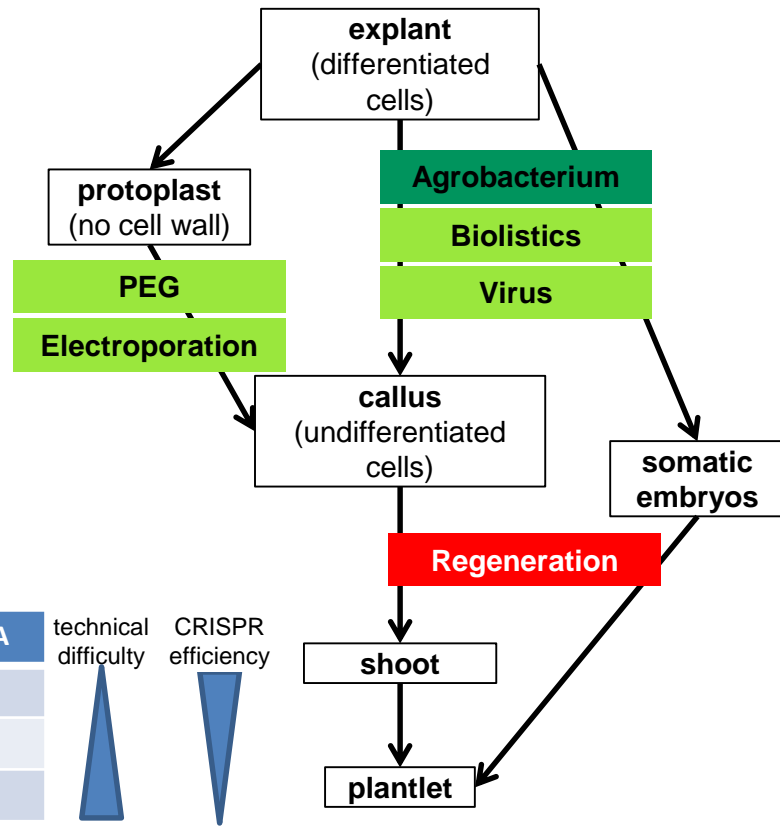 explant
(differentiated
cells)
protoplast
(no cell wall)
Agrobacterium
Biolistics
Virus
PEG
Electroporation
callus
(undifferentiated
cells)
somatic
embryos
Regeneration
A
technical
difficulty
CRISPR
efficiency
shoot
plantlet